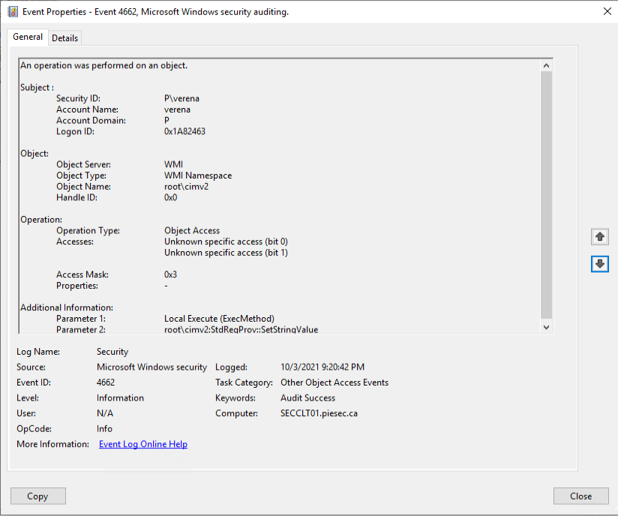 Event Properties - Event 4662, Microsoft Windows security auditing.
General Details
An operation was performed on an object.
Subject :
Security ID: P\verena
Account Name: verena
Account Domain: P
Logon ID: 0x1A82463
Object:
Object Server: WMI
Object Type: WMI Namespace
Object Name: root\cimv2
Handle ID: 0x0
Operation:
Operation Type: Object Access
Accesses: Unknown specific access (bit 0)
Unknown specific access (bit 1)
Access Mask: 0x3
Properties: -
Additional Information:
Parameter 1: Local Execute (ExecMethod)
Parameter 2: root\cimv2:StdRegProv::SetStringValue
Log Name: Security
Source: Microsoft Windows security Logged: 10/3/2021 9:20:42 PM
Event ID: 4662 Task Category: Other Object Access Events
Level: Information Keywords: Audit Success
User: N/A Computer: SECCLT01.piesec.ca
OpCode: Info
More Information: Event Log Online Help
Copy Close